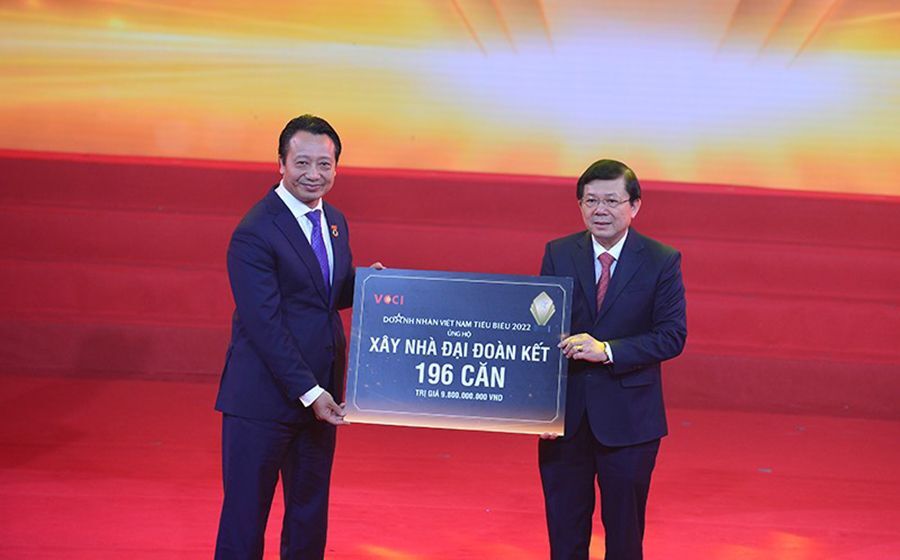 VCCI
DOANH NHÂN VIỆT NAM TIÊU BIỂU 2022
ỦNG HỘ
XÂY NHÀ ĐẠI ĐOÀN KẾT
196 CĂN
TRỊ GIÁ 9.800.000.000 VND